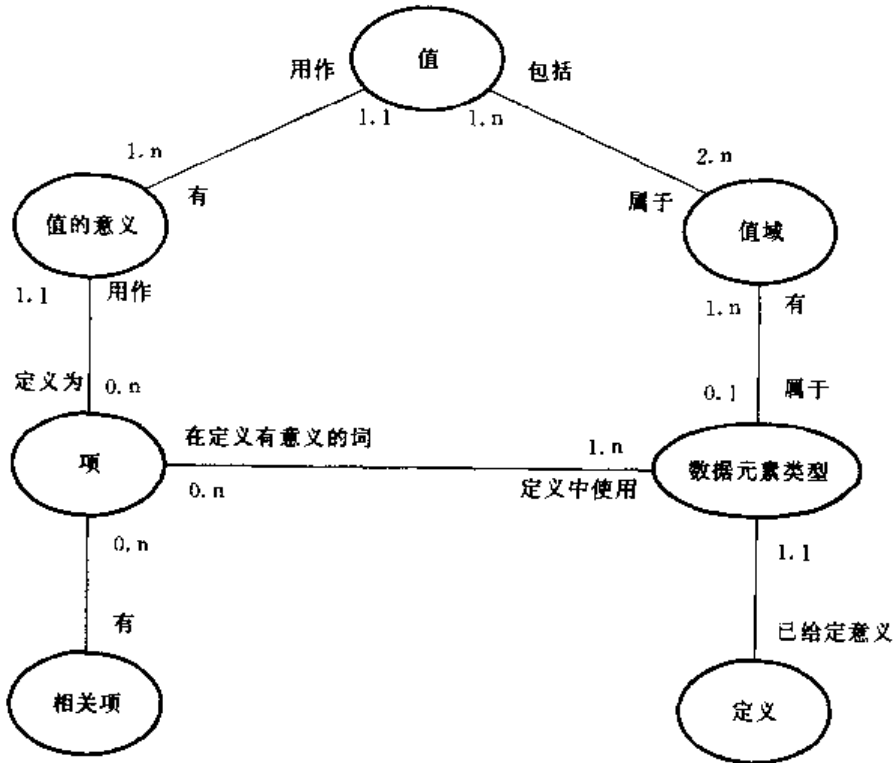 值
用作
包括
1.1
1.n
1.n
2.n
有
属于
值的意义
值域
1.1
用作
1.n
有
定义为
0.n
0.1
属于
在定义有意义的词
1.n
项
数据元素类型
0.n
定义中使用
0.n
1.1
有
已给定意义
相关项
定义